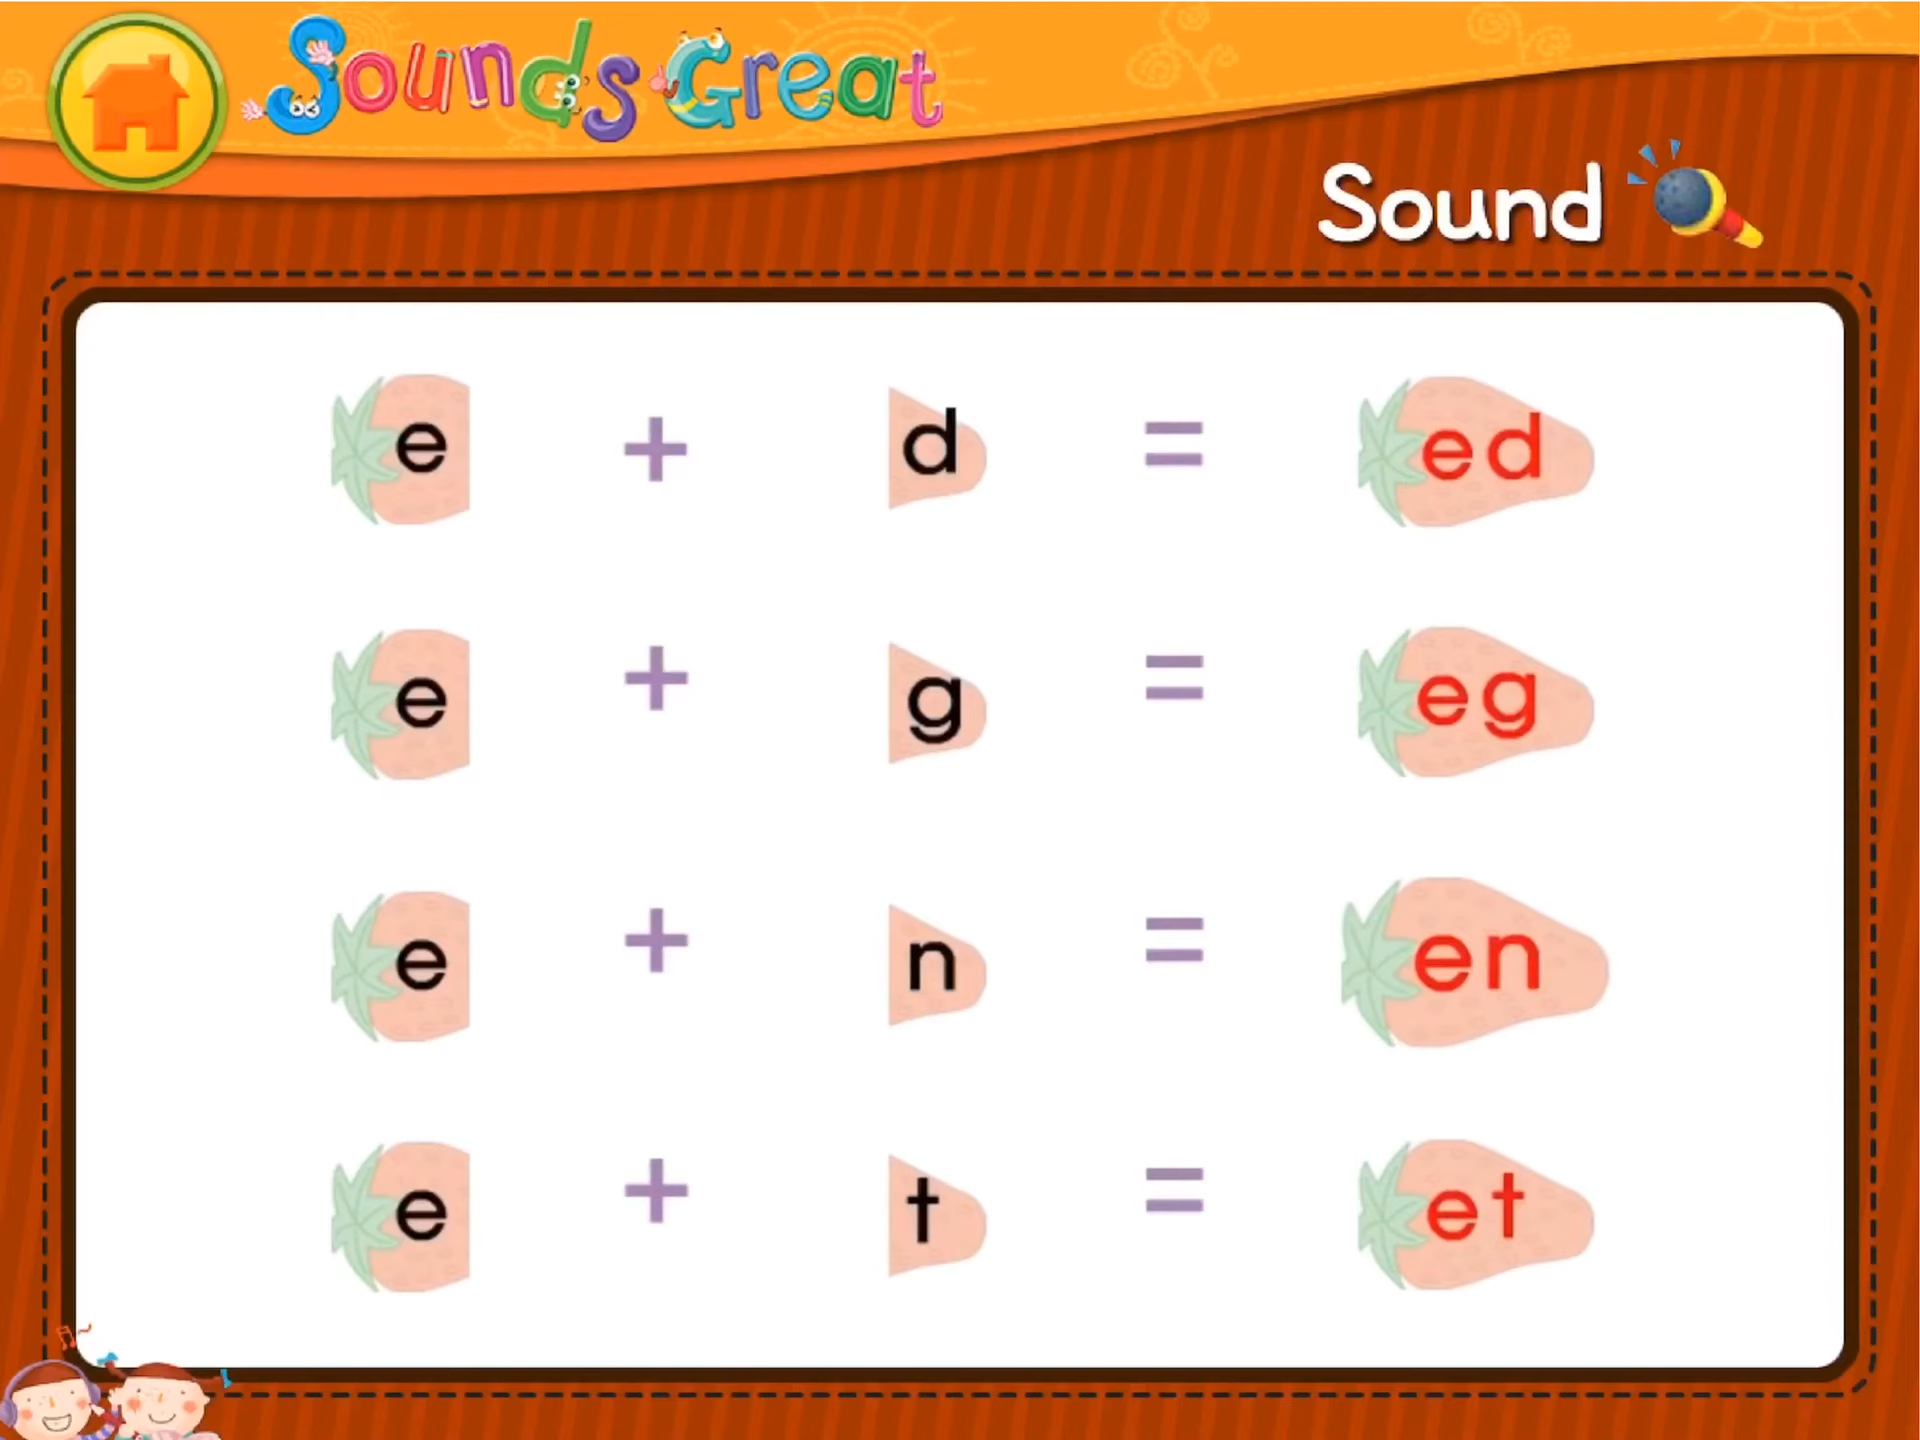 Sounds Great
Sound
e + d = ed
e + g = eg
e + n = en
e + t = et